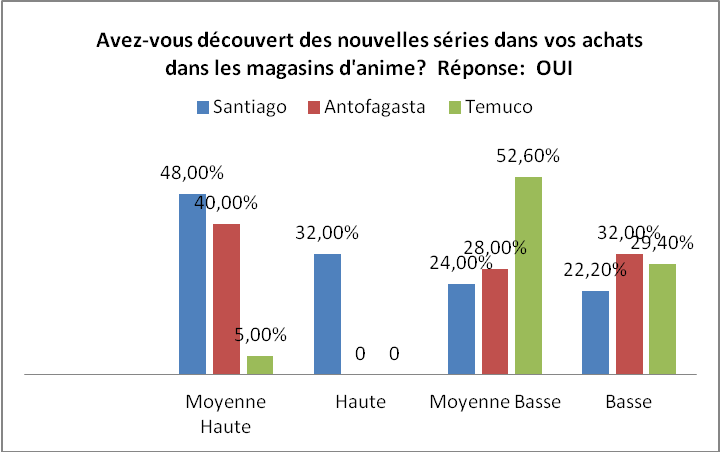 Avez-vous découvert des nouvelles séries dans vos achats
dans les magasins d'anime?  Réponse:  OUI
Santiago Antofagasta Temuco
48,00% 40,00% 5,00%
32,00% 0 0
24,00% 28,00% 52,60%
22,20% 32,00% 29,40%
Moyenne Haute Moyenne Basse Basse
Haute